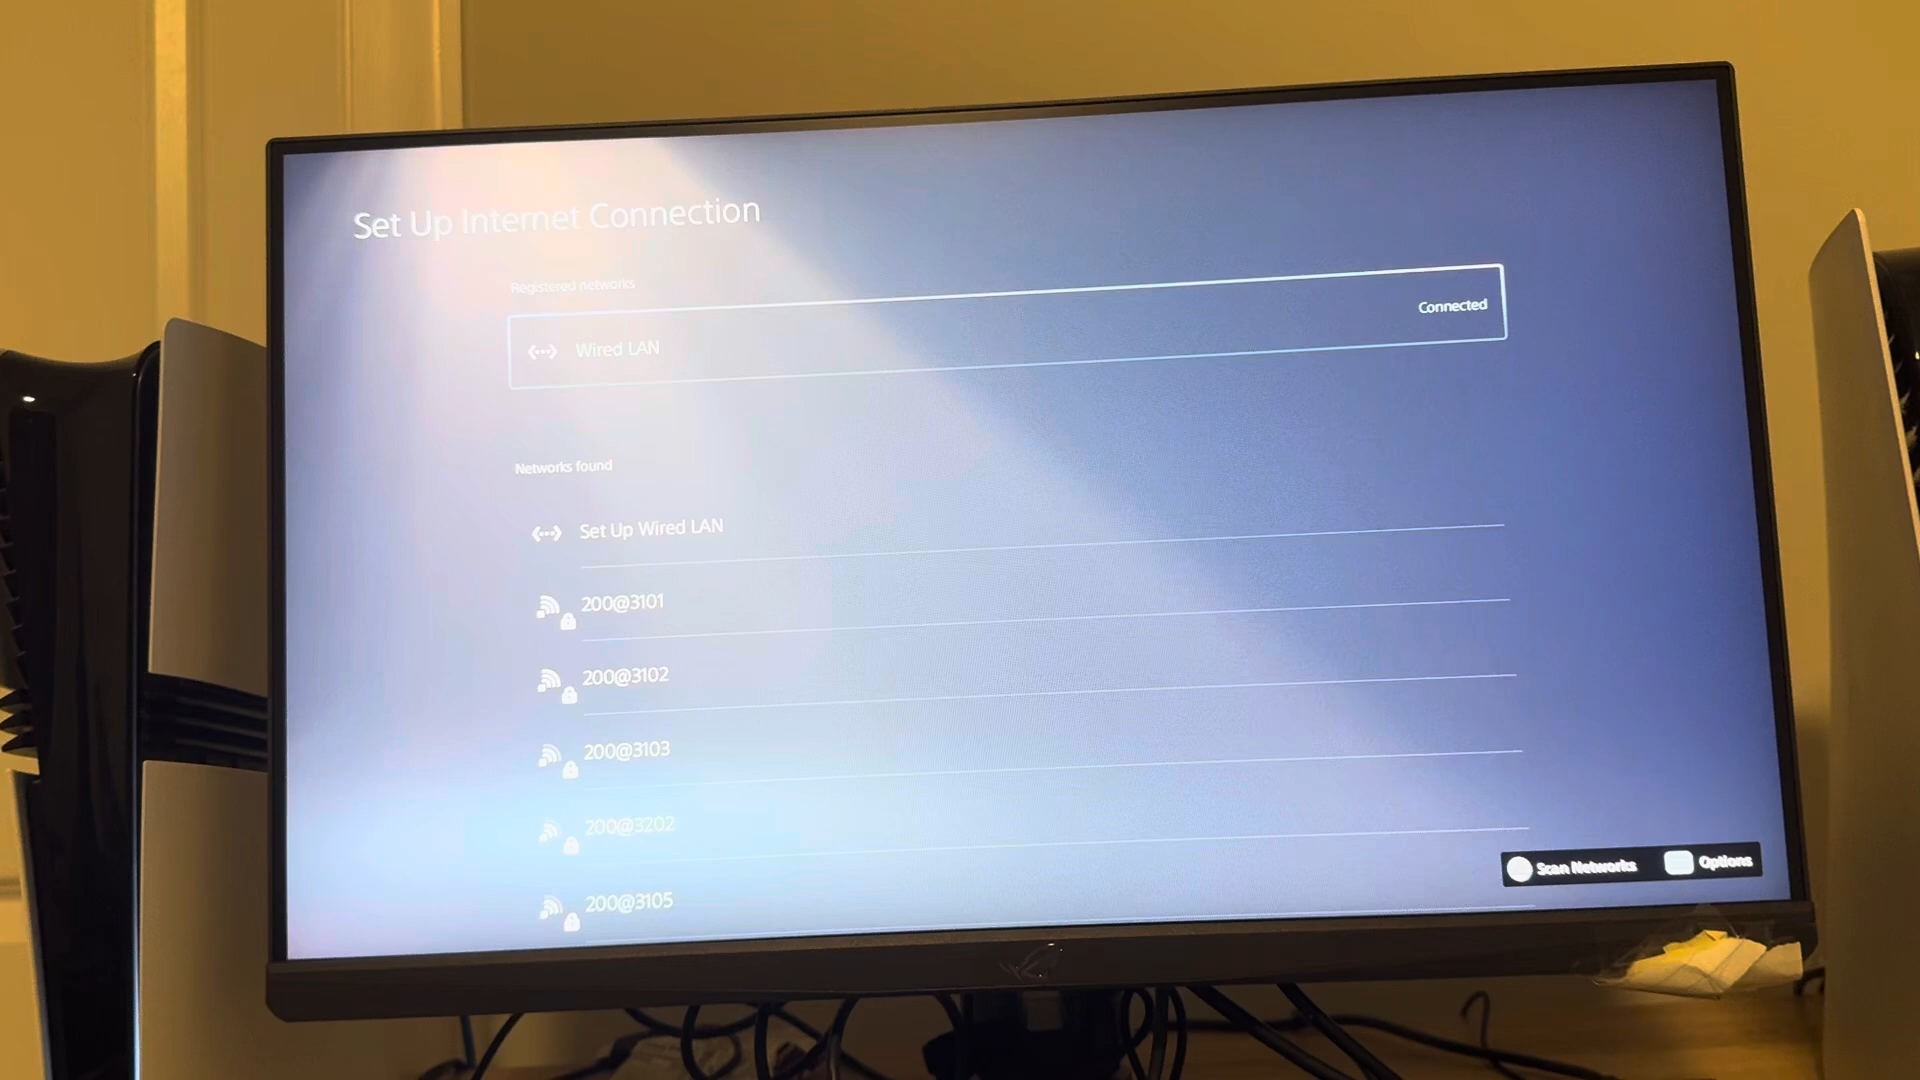 Set Up Internet Connection
Registered networks
Wired LAN
Connected
Networks found
Set Up Wired LAN
200@3101
200@3102
200@3103
200@3202
200@3105
Scan Networks
Options